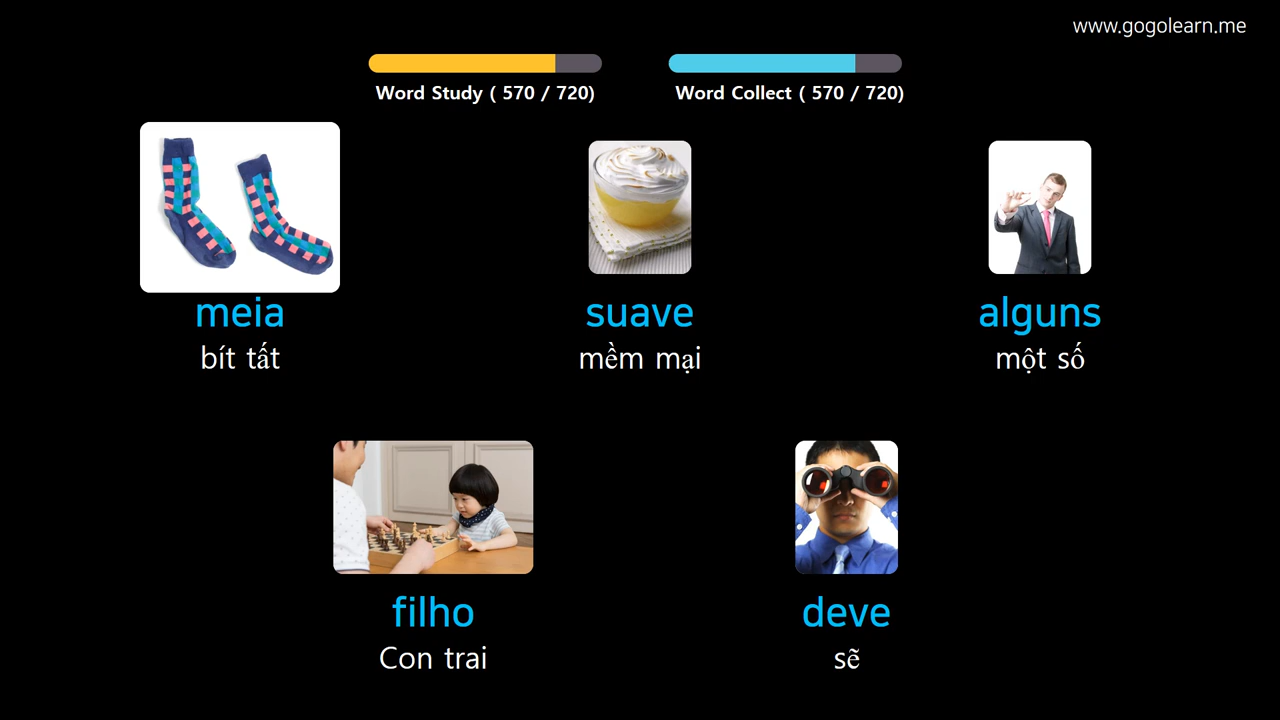 www.gogolearn.me
Word Study ( 570 / 720)
Word Collect ( 570 / 720)
meia
bít tất
suave
mềm mại
alguns
một số
filho
Con trai
deve
sẽ